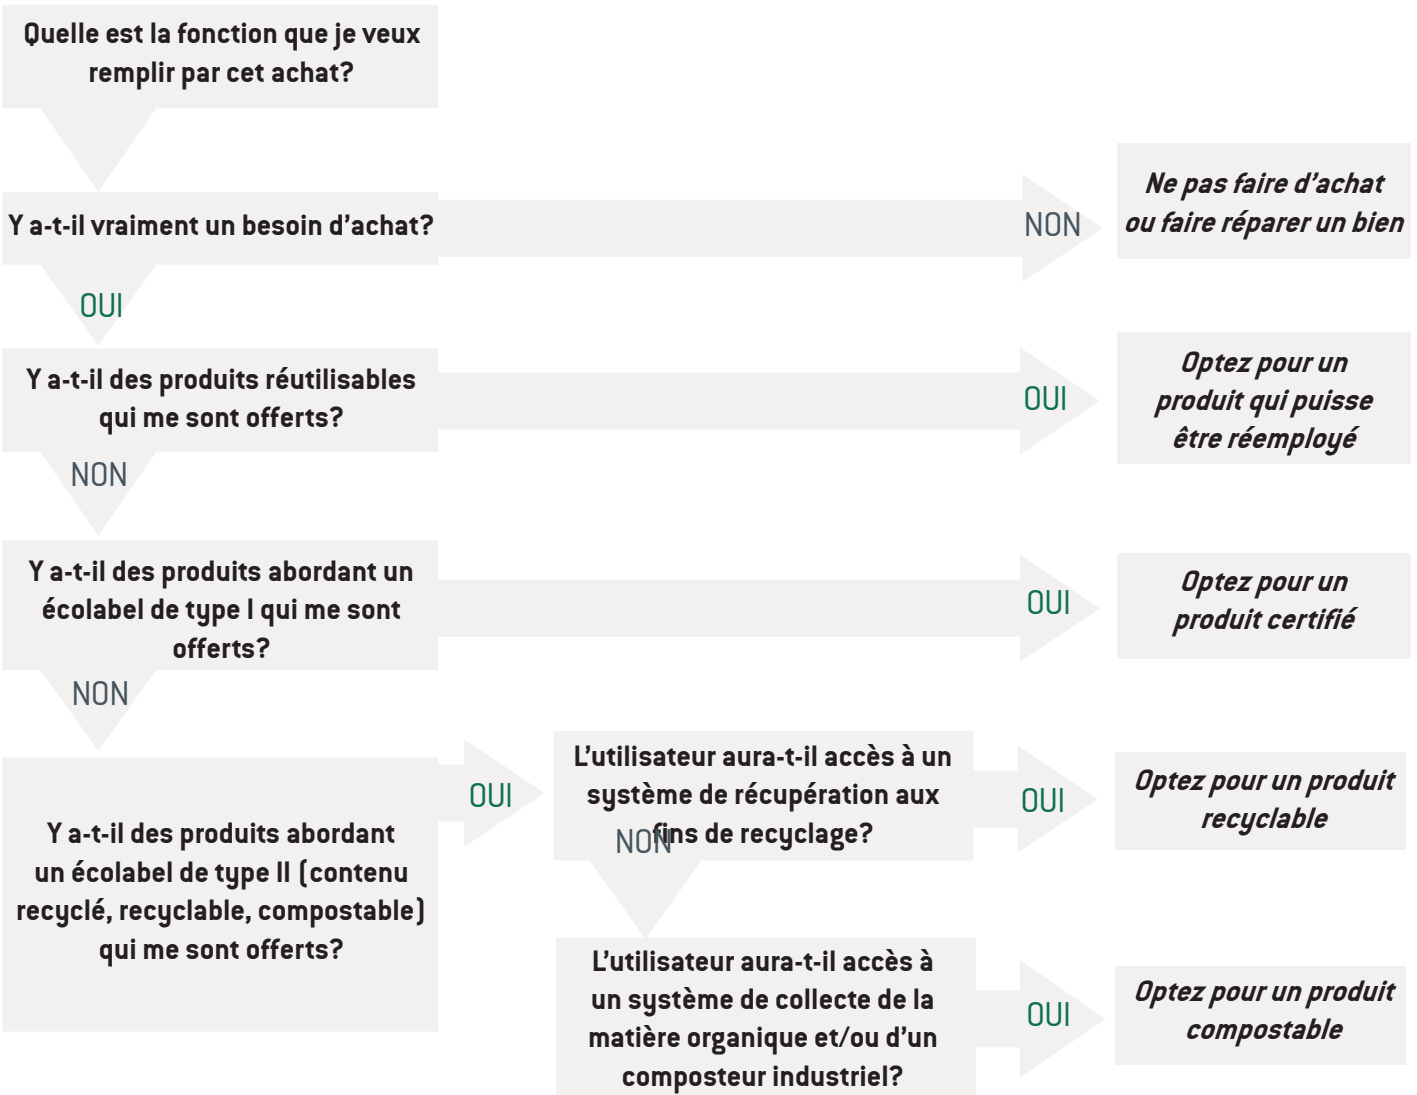 Quelle est la fonction que je veux
remplir par cet achat?
Y a-t-il vraiment un besoin d'achat?
NON
Ne pas faire d'achat
ou faire réparer un bien
OUI
Y a-t-il des produits réutilisables
qui me sont offerts?
OUI
Optez pour un
produit qui puisse
être réemployé
NON
Y a-t-il des produits abordant un
écolabel de type I qui me sont
offerts?
OUI
Optez pour un
produit certifié
NON
Y a-t-il des produits abordant
un écolabel de type II (contenu
recyclé, recyclable, compostable)
qui me sont offerts?
OUI
L'utilisateur aura-t-il accès à un
système de récupération aux
fins de recyclage?
OUI
Optez pour un produit
recyclable
NON
L'utilisateur aura-t-il accès à
un système de collecte de la
matière organique et/ou d'un
composteur industriel?
OUI
Optez pour un produit
compostable